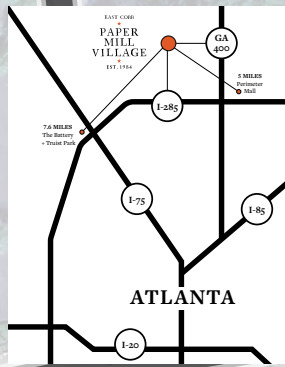 EAST COBB
PAPER
MILL
VILLAGE
EST. 1984
GA
400
5 MILES
Perimeter
Mall
I-285
7.6 MILES
The Battery
+ Truist Park
I-75
I-85
ATLANTA
I-20